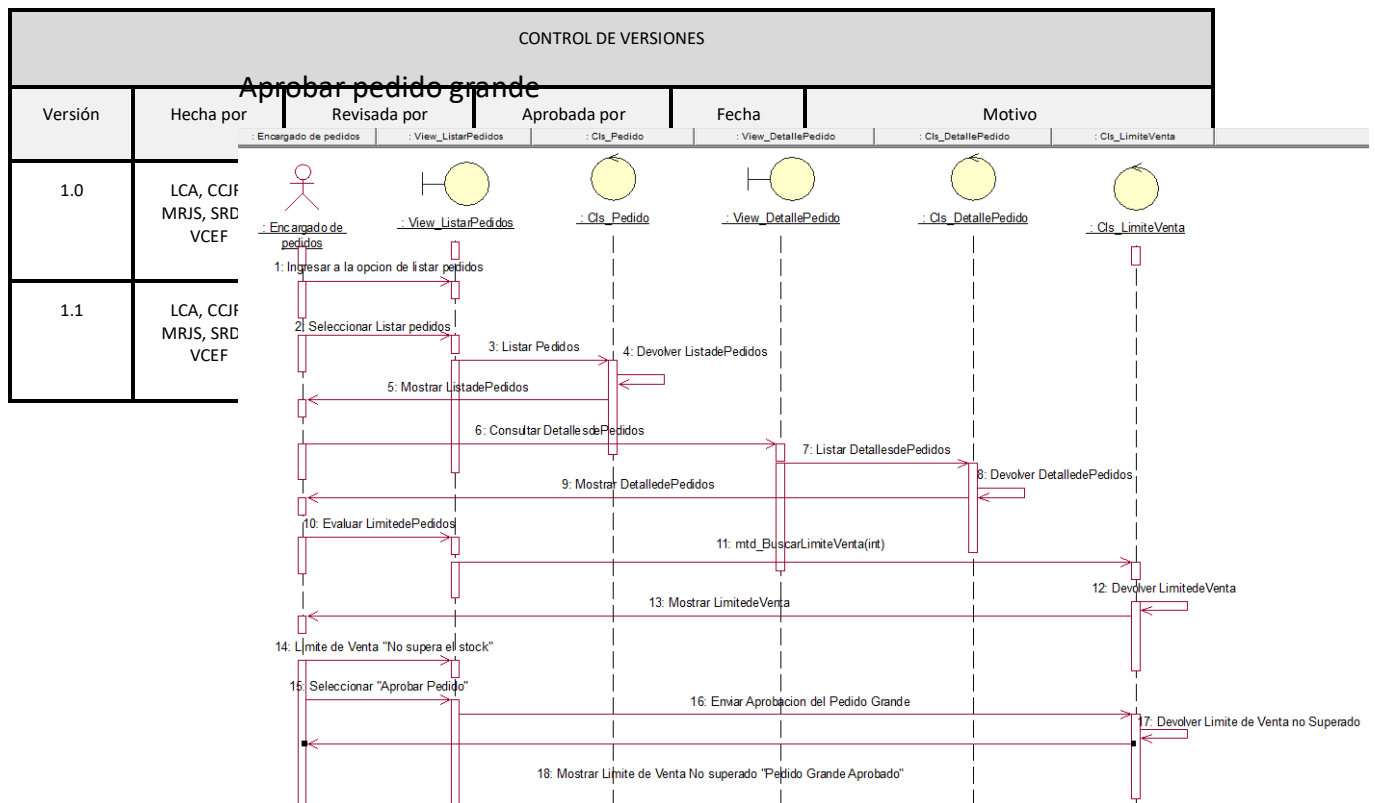 CONTROL DE VERSIONES
Aprobar pedido grande
Versión Hecha por Revisada por Aprobada por Fecha Motivo
: Encargado de pedidos : View_ListarPedidos : Cls_Pedido : View_DetallePedido : Cls_DetallePedido : Cls_LimiteVenta
1.0
LCA, CCJF
MRJS, SRD
VCEF
1.1
LCA, CCJF
MRJS, SRD
VCEF
: Encargado de
pedidos
: View_ListarPedidos
: Cls_Pedido
: View_DetallePedido
: Cls_DetallePedido
: Cls_LimiteVenta
1: Ingresar a la opcion de listar pedidos
2: Seleccionar Listar pedidos
3: Listar Pedidos
4: Devolver ListadePedidos
5: Mostrar ListadePedidos
6: Consultar DetallesdePedidos
7: Listar DetallesdePedidos
8: Devolver DetalledePedidos
9: Mostrar DetalledePedidos
10: Evaluar LimitedePedidos
11: mtd_BuscarLimiteVenta(int)
12: Devolver LimitedeVenta
13: Mostrar LimitedeVenta
14: Limite de Venta "No supera el stock"
15: Seleccionar "Aprobar Pedido"
16: Enviar Aprobacion del Pedido Grande
17: Devolver Limite de Venta no Superado
18: Mostrar Limite de Venta No superado "Pedido Grande Aprobado"